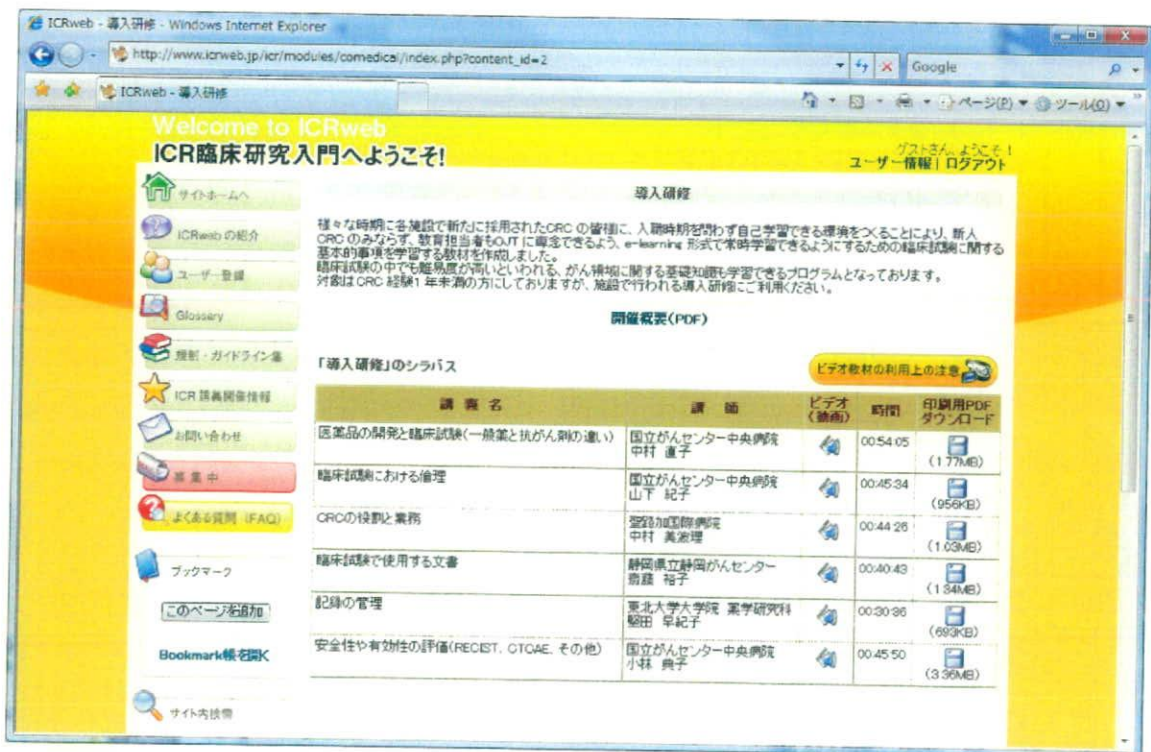 ICRweb - 導入研修 - Windows Internet Explorer
http://www.icrweb.jp/icr/modules/comedical/index.php?content_id=2
Google
ICRweb - 導入研修
ページ(P)
ツール(O)
Welcome to ICRweb
ICR臨床研究入門へようこそ!
ゲストさん、ようこそ!
ユーザー情報 | ログアウト
サイトホームへ
ICRweb の紹介
ユーザー登録
Glossary
規制・ガイドライン集
ICR 講義開催情報
お問い合わせ
募集中
よくある質問 (FAQ)
ブックマーク
このページを追加
Bookmark帳を開く
サイト内検索
導入研修
様々な時期に各施設で新たに採用されたCRC の皆様に、入職時期を問わず自己学習できる環境をつくることにより、新人
CRC のみならず、教育担当者もOJT に専念できるよう、e-learning 形式で常時学習できるようにするための臨床試験に関する
基本的事項を学習する教材を作成しました。
臨床試験の中でも難易度が高いといわれる、がん領域に関する基礎知識も学習できるプログラムとなっております。
対象はCRC 経験1 年未満の方にしておりますが、施設で行われる導入研修にご利用ください。
開催概要(PDF)
「導入研修」のシラバス
ビデオ教材の利用上の注意
講義名 講師 ビデオ(動画) 時間 印刷用PDFダウンロード
医薬品の開発と臨床試験(一般薬と抗がん剤の違い) 国立がんセンター中央病院 00:54:05
中村 直子 (1.77MB)
臨床試験における倫理 国立がんセンター中央病院 00:45:34
山下 紀子 (956KB)
CRCの役割と業務 聖路加国際病院 00:44:26
中村 美波理 (1.03MB)
臨床試験で使用する文書 静岡県立静岡がんセンター 00:40:43
齋藤 裕子 (1.34MB)
記録の管理 東北大学大学院 薬学研究科 00:30:36
堅田 早紀子 (693KB)
安全性や有効性の評価(RECIST、CTCAE、その他) 国立がんセンター中央病院 00:45:50
小林 典子 (3.36MB)